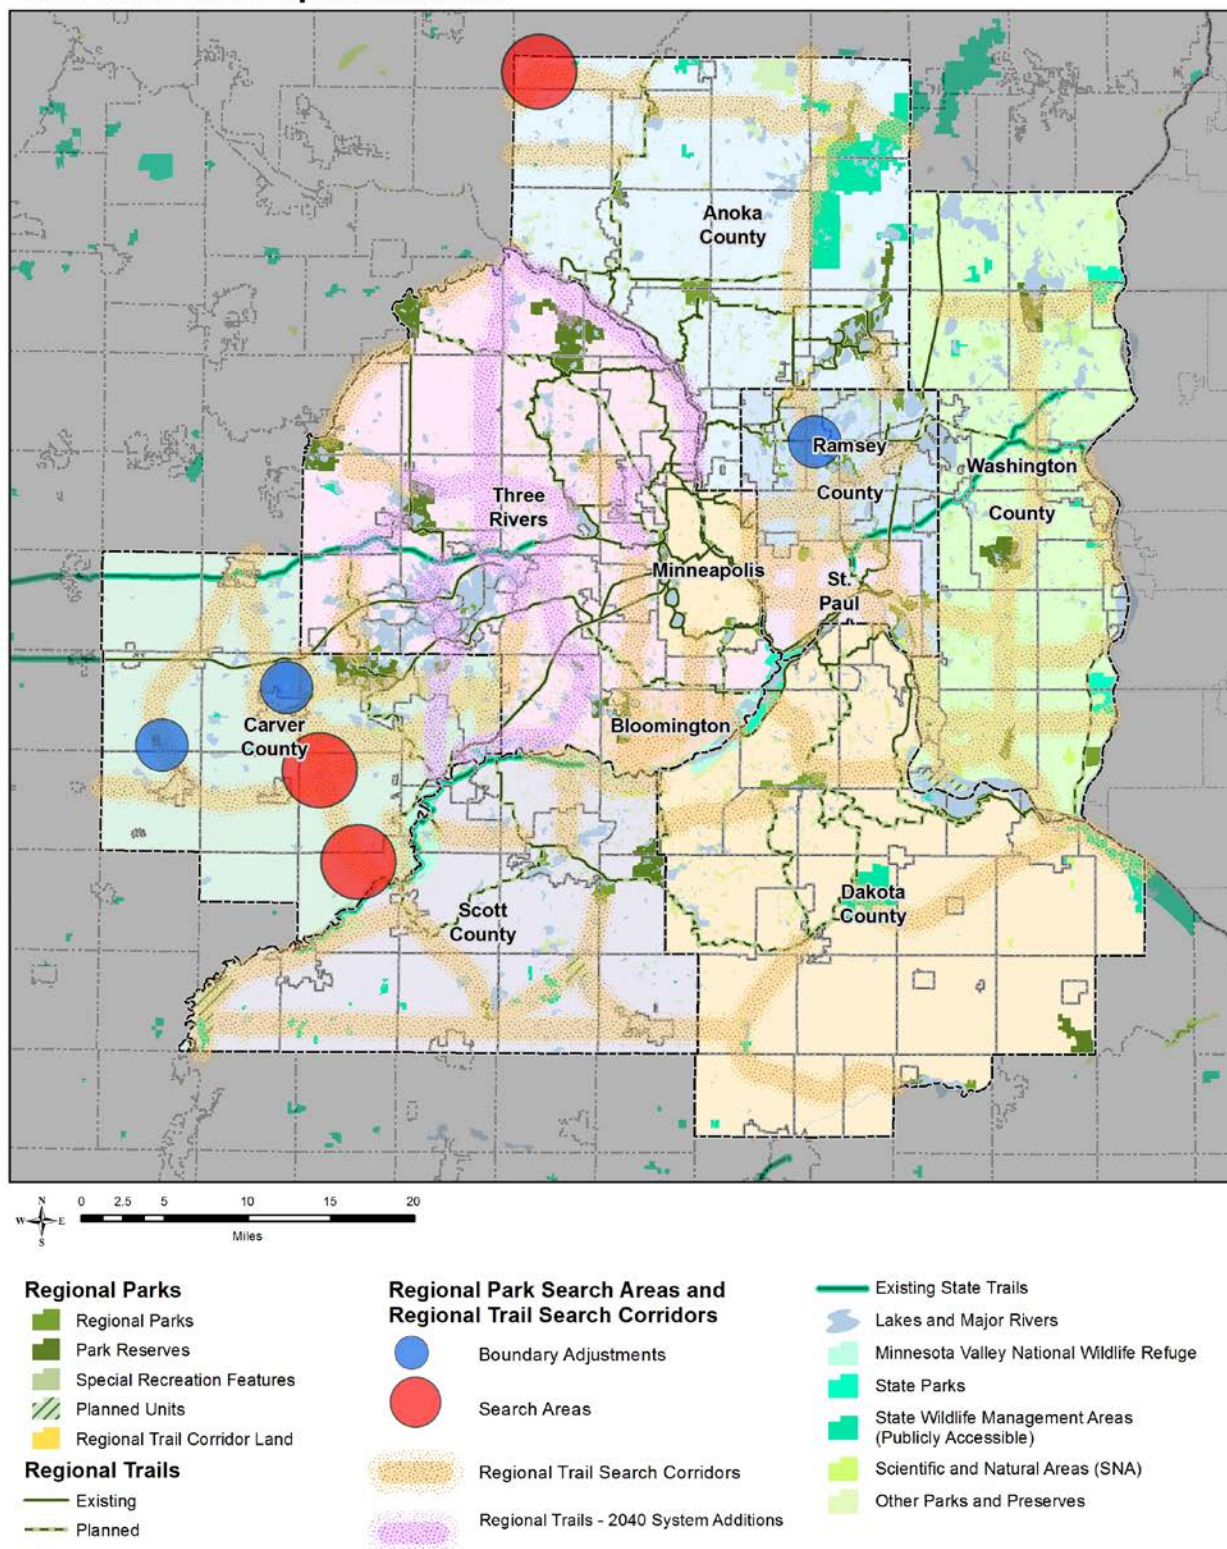 Anoka
County
Ramsey
County
Washington
County
Three
Rivers
Minneapolis
St.
Paul
Carver
County
Bloomington
Scott
County
Dakota
County
N
W E
S
0 2.5 5 10 15 20
Miles
Regional Parks
Regional Parks
Park Reserves
Special Recreation Features
Planned Units
Regional Trail Corridor Land
Regional Trails
Existing
Planned
Regional Park Search Areas and
Regional Trail Search Corridors
Boundary Adjustments
Search Areas
Regional Trail Search Corridors
Regional Trails - 2040 System Additions
Existing State Trails
Lakes and Major Rivers
Minnesota Valley National Wildlife Refuge
State Parks
State Wildlife Management Areas
(Publicly Accessible)
Scientific and Natural Areas (SNA)
Other Parks and Preserves